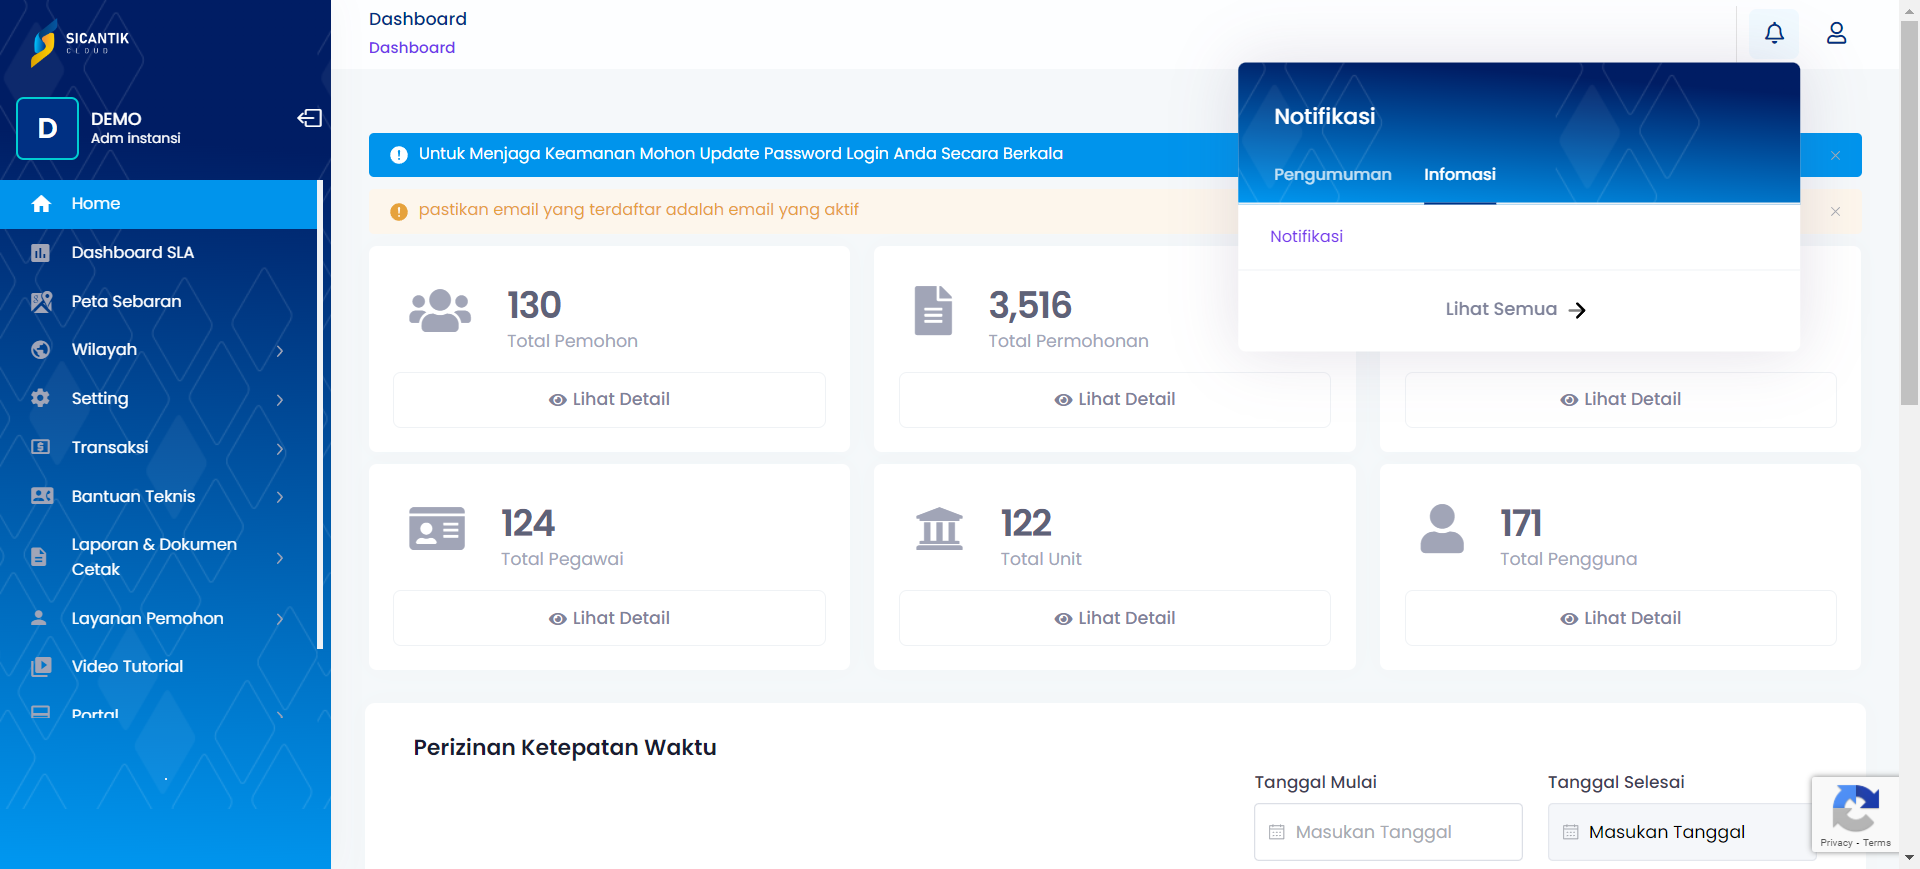 SICANTIK
CLOUD
D
DEMO
Adm instansi
Home
Dashboard SLA
Peta Sebaran
Wilayah
Setting
Transaksi
Bantuan Teknis
Laporan & Dokumen
Cetak
Layanan Pemohon
Video Tutorial
Portal
Dashboard
Dashboard
Untuk Menjaga Keamanan Mohon Update Password Login Anda Secara Berkala
pastikan email yang terdaftar adalah email yang aktif
Notifikasi
Pengumuman Infomasi
Notifikasi
Lihat Semua
130
Total Pemohon
Lihat Detail
3,516
Total Permohonan
Lihat Detail
Lihat Detail
124
Total Pegawai
Lihat Detail
122
Total Unit
Lihat Detail
171
Total Pengguna
Lihat Detail
Perizinan Ketepatan Waktu
Tanggal Mulai
Masukan Tanggal
Tanggal Selesai
Masukan Tanggal
Privacy - Terms